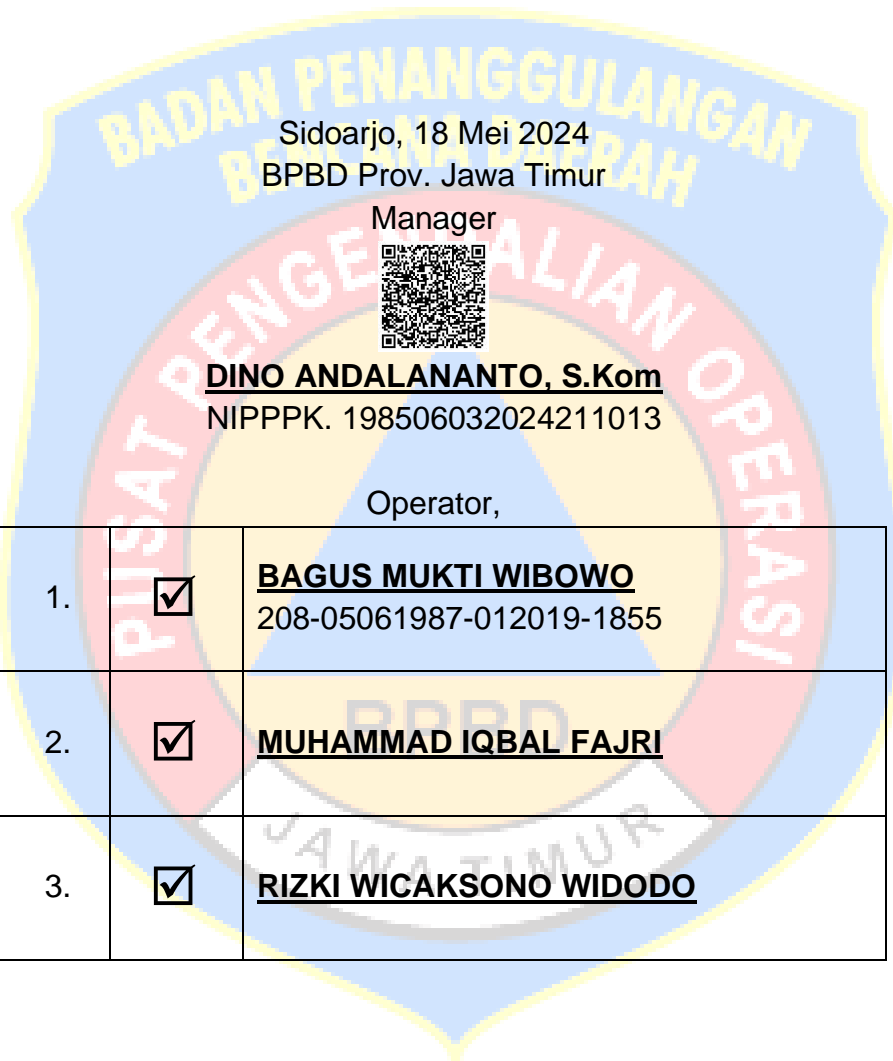 BADAN PENANGGULANGAN
BENCANA DAERAH
PUSAT PENGENDALIAN OPERASI
Sidoarjo, 18 Mei 2024
BPBD Prov. Jawa Timur
Manager
DINO ANDALANANTO, S.Kom
NIPPPK. 198506032024211013
Operator,
1. ☑ BAGUS MUKTI WIBOWO
208-05061987-012019-1855
2. ☑ MUHAMMAD IQBAL FAJRI
3. ☑ RIZKI WICAKSONO WIDODO
BPBD
JAWA TIMUR